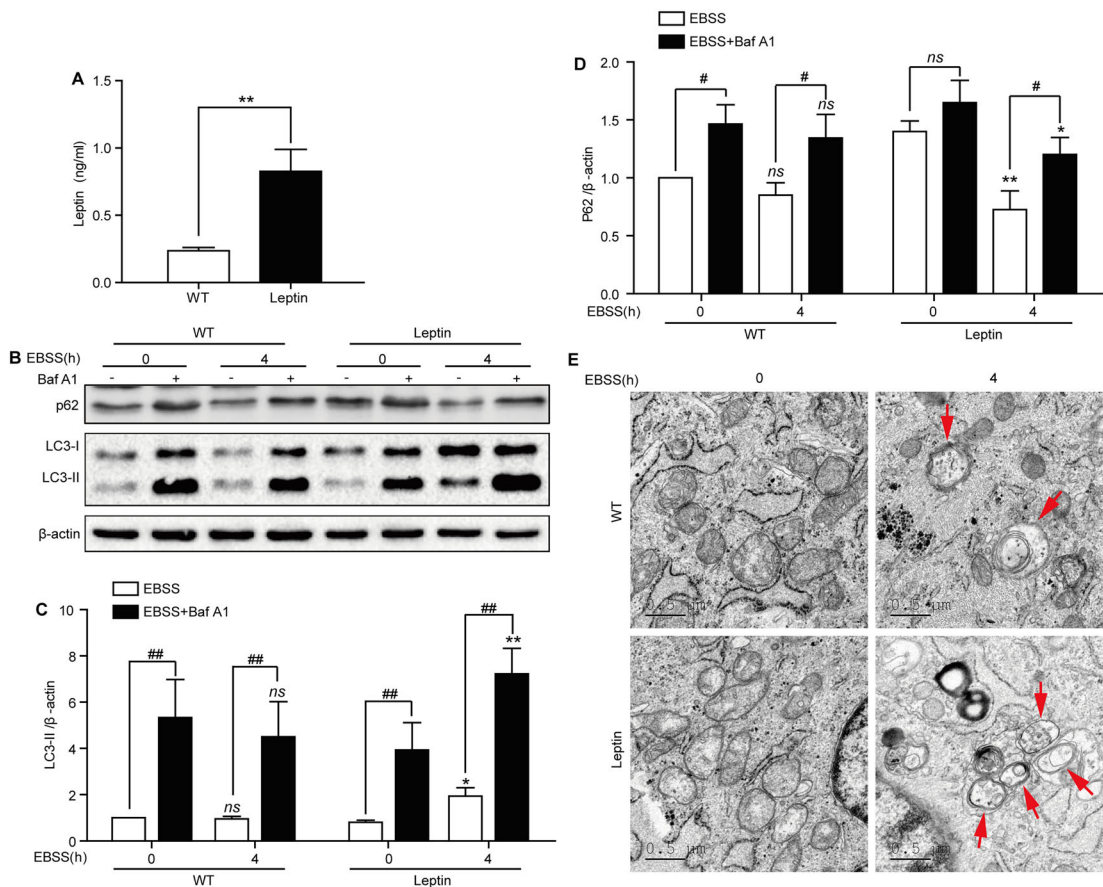 A
Leptin (ng/ml)
1.5
1.0
0.5
0.0
**
WT Leptin
B
WT Leptin
EBSS(h) 0 4 0 4
Baf A1 - + - + - + - +
p62
LC3-I
LC3-II
β-actin
C
EBSS
EBSS+Baf A1
LC3-II /β -actin
10
8
6
4
2
0
## ## ns ns ## ## * **
EBSS(h) 0 4 0 4
WT Leptin
D
EBSS
EBSS+Baf A1
P62 /β -actin
2.0
1.5
1.0
0.5
0.0
# # ns ns ns # ** *
EBSS(h) 0 4 0 4
WT Leptin
E
EBSS(h) 0 4
WT
0.5 μm 0.5 μm
Leptin
0.5 μm 0.5 μm